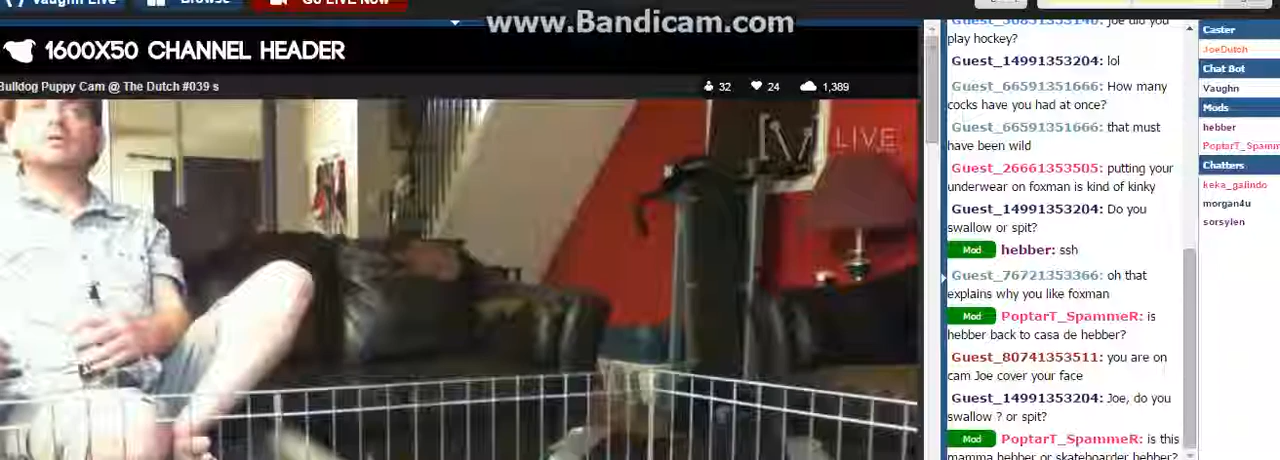 Vaughn Live
Browse
Go LIVE Now
www.Bandicam.com
1600X50 CHANNEL HEADER
Bulldog Puppy Cam @ The Dutch #039 s
32
24
1,389
[V] LIVE
joe did you
play hockey?
Guest_14991353204: lol
Guest_66591351666: How many
cocks have you had at once?
Guest_66591351666: that must
have been wild
Guest_26661353505: putting your
underwear on foxman is kind of kinky
Guest_14991353204: Do you
swallow or spit?
Mod hebber: ssh
Guest_76721353366: oh that
explains why you like foxman
Mod PoptarT_SpammeR: is
hebber back to casa de hebber?
Guest_80741353511: you are on
cam Joe cover your face
Guest_14991353204: Joe, do you
swallow ? or spit?
Mod PoptarT_SpammeR: is this
mamma hebber or skateboarder hebber?
Caster
JoeDutch
Chat Bot
Vaughn
Mods
hebber
PoptarT_Spamm
Chatters
keka_galindo
morgan4u
sorsylen